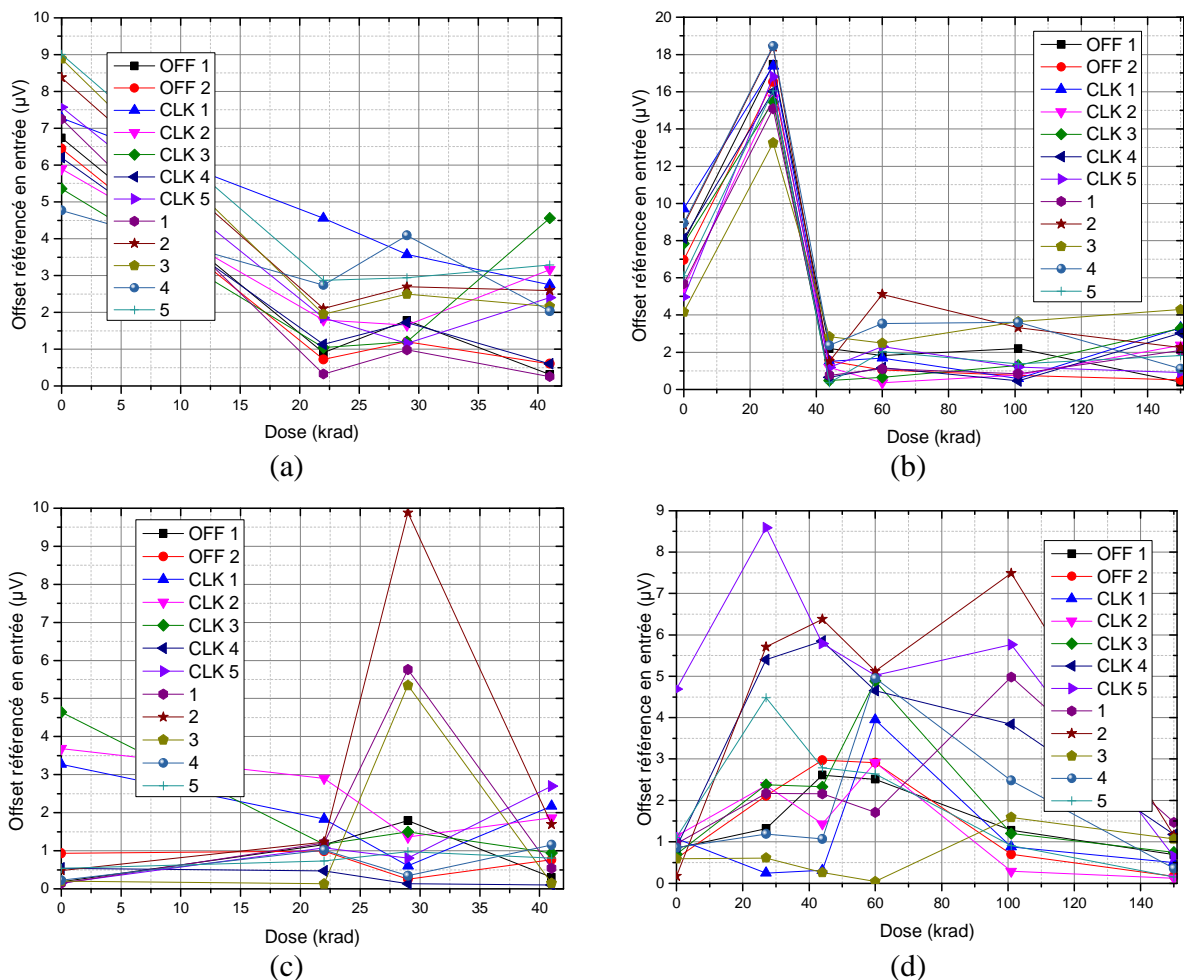 10
9
8
7
6
5
4
3
2
1
0
Offset référencé en entrée (µV)
OFF 1
OFF 2
CLK 1
CLK 2
CLK 3
CLK 4
CLK 5
1
2
3
4
5
0 5 10 15 20 25 30 35 40
Dose (krad)
(a)
20
18
16
14
12
10
8
6
4
2
0
Offset référence en entrée (µV)
OFF 1
OFF 2
CLK 1
CLK 2
CLK 3
CLK 4
CLK 5
1
2
3
4
5
0 20 40 60 80 100 120 140
Dose (krad)
(b)
10
9
8
7
6
5
4
3
2
1
0
Offset référencé en entrée (µV)
OFF 1
OFF 2
CLK 1
CLK 2
CLK 3
CLK 4
CLK 5
1
2
3
4
5
0 5 10 15 20 25 30 35 40
Dose (krad)
(c)
9
8
7
6
5
4
3
2
1
0
Offset référencé en entrée (µV)
OFF 1
OFF 2
CLK 1
CLK 2
CLK 3
CLK 4
CLK 5
1
2
3
4
5
0 20 40 60 80 100 120 140
Dose (krad)
(d)